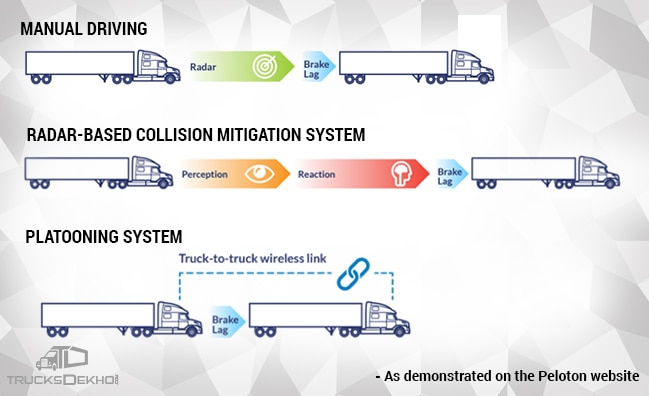 MANUAL DRIVING
Radar
Brake
Lag
RADAR-BASED COLLISION MITIGATION SYSTEM
Perception
Reaction
Brake
Lag
PLATOONING SYSTEM
Truck-to-truck wireless link
Brake
Lag
TRUCKSDEKHO
- As demonstrated on the Peloton website